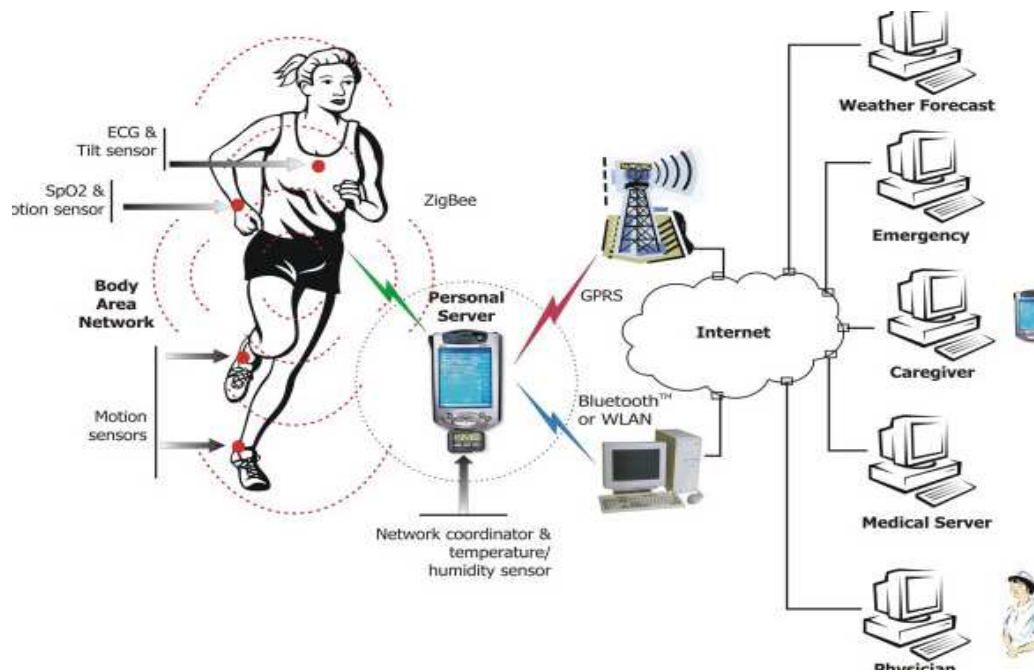 ECG &
Tilt sensor
SpO2 &
otion sensor
Body
Area
Network
Motion
sensors
ZigBee
Personal
Server
Network coordinator &
temperature/
humidity sensor
GPRS
Bluetooth™
or WLAN
Internet
Weather Forecast
Emergency
Caregiver
Medical Server
Physician